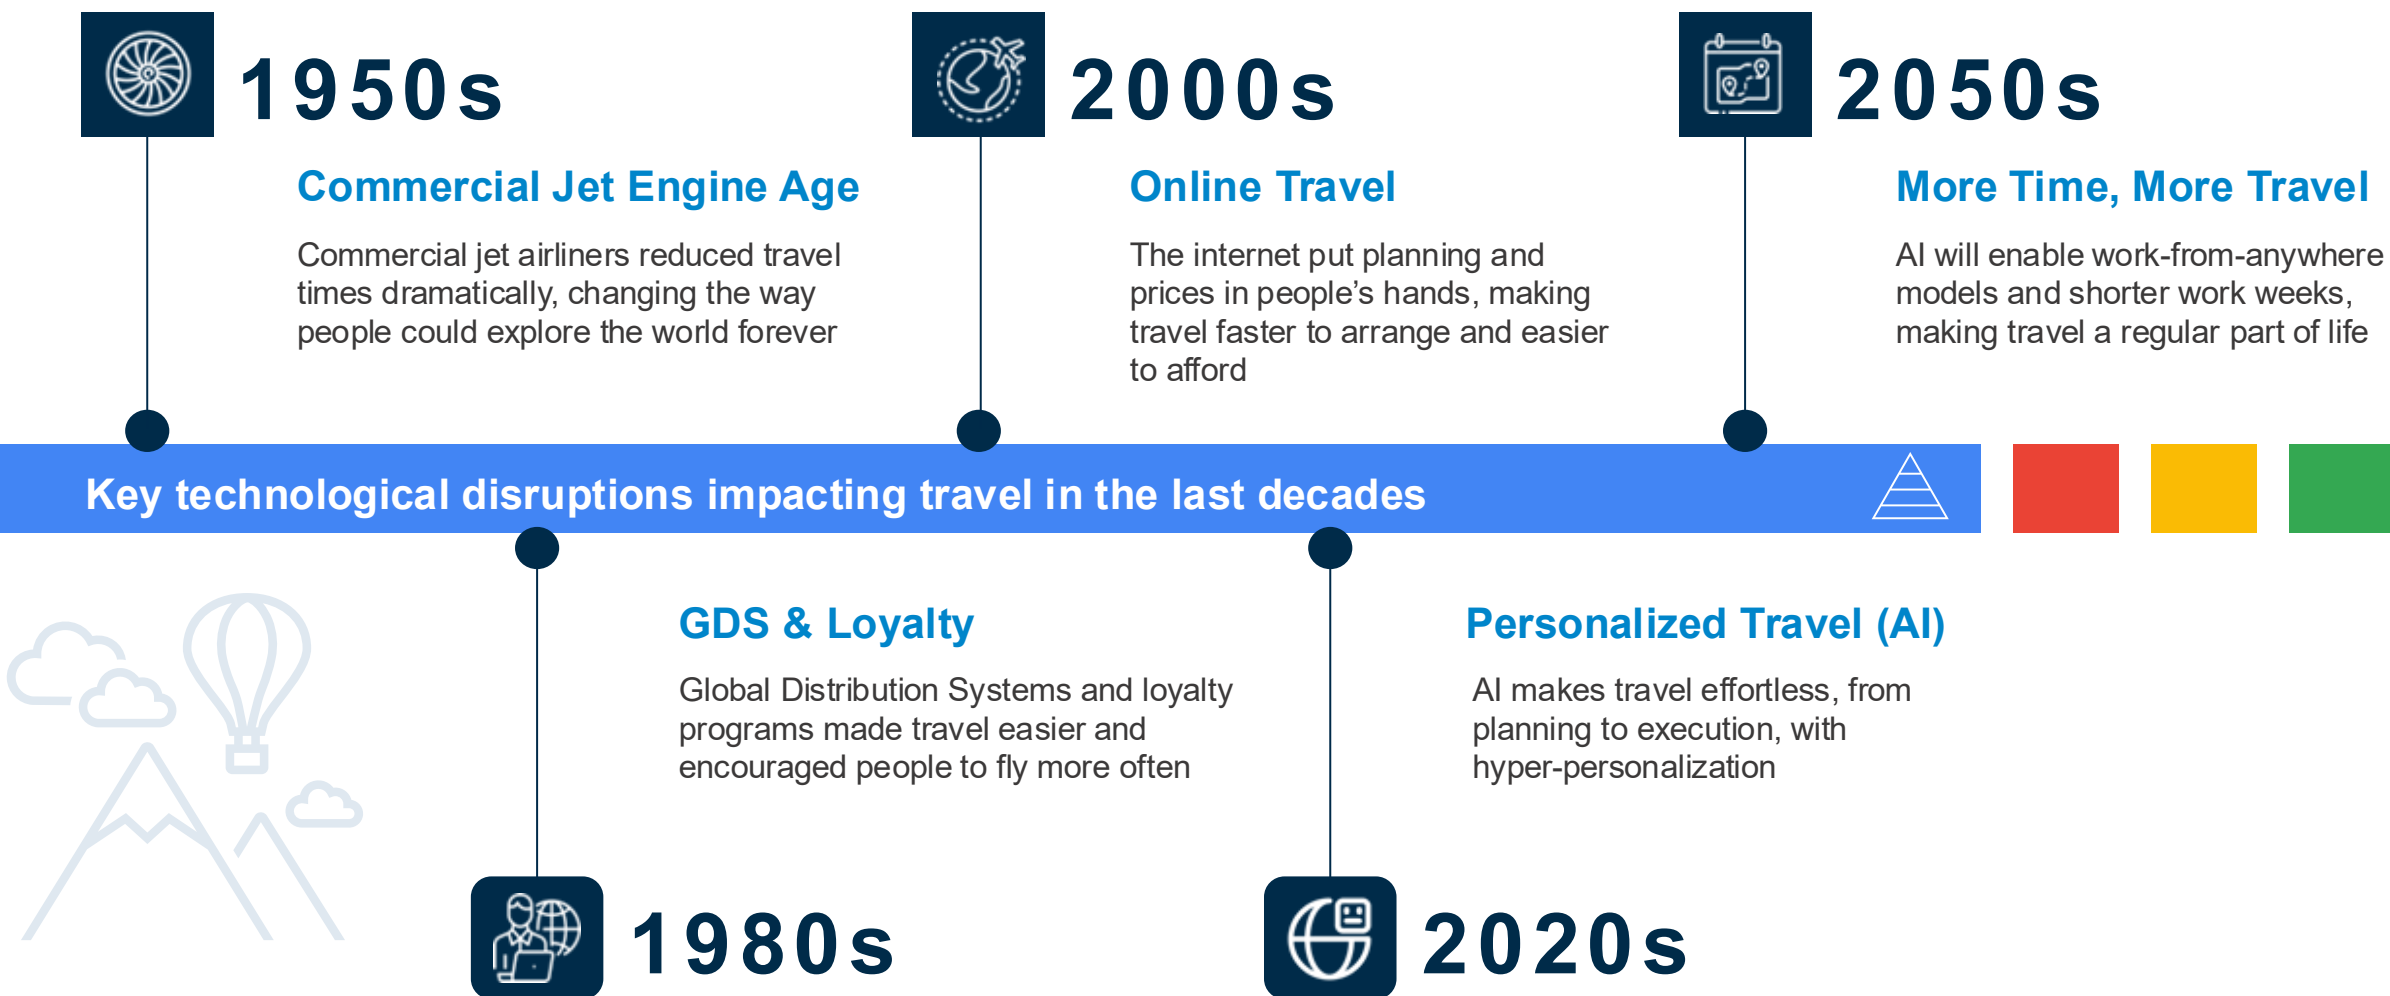 1950s
Commercial Jet Engine Age
Commercial jet airliners reduced travel
times dramatically, changing the way
people could explore the world forever
2000s
Online Travel
The internet put planning and
prices in people’s hands, making
travel faster to arrange and easier
to afford
2050s
More Time, More Travel
AI will enable work-from-anywhere
models and shorter work weeks,
making travel a regular part of life
Key technological disruptions impacting travel in the last decades
GDS & Loyalty
Global Distribution Systems and loyalty
programs made travel easier and
encouraged people to fly more often
1980s
Personalized Travel (AI)
AI makes travel effortless, from
planning to execution, with
hyper-personalization
2020s